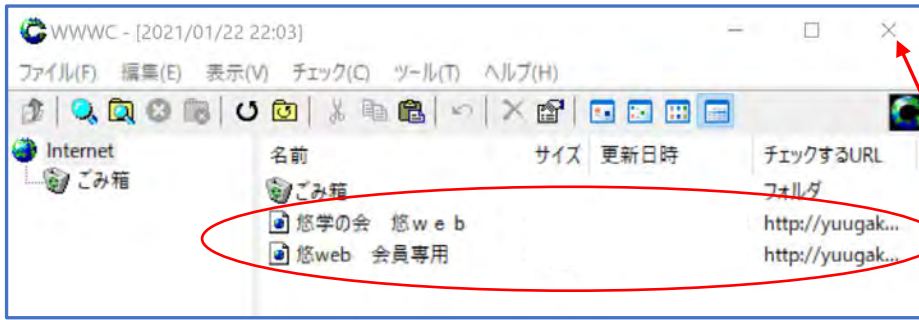 WWWC - [2021/01/22 22:03]
ファイル(F) 編集(E) 表示(V) チェック(C) ツール(T) ヘルプ(H)
Internet
ごみ箱
名前 サイズ 更新日時 チェックするURL
ごみ箱 フォルダ
悠学の会 悠ｗｅｂ http://yuugak...
悠web 会員専用 http://yuugak...